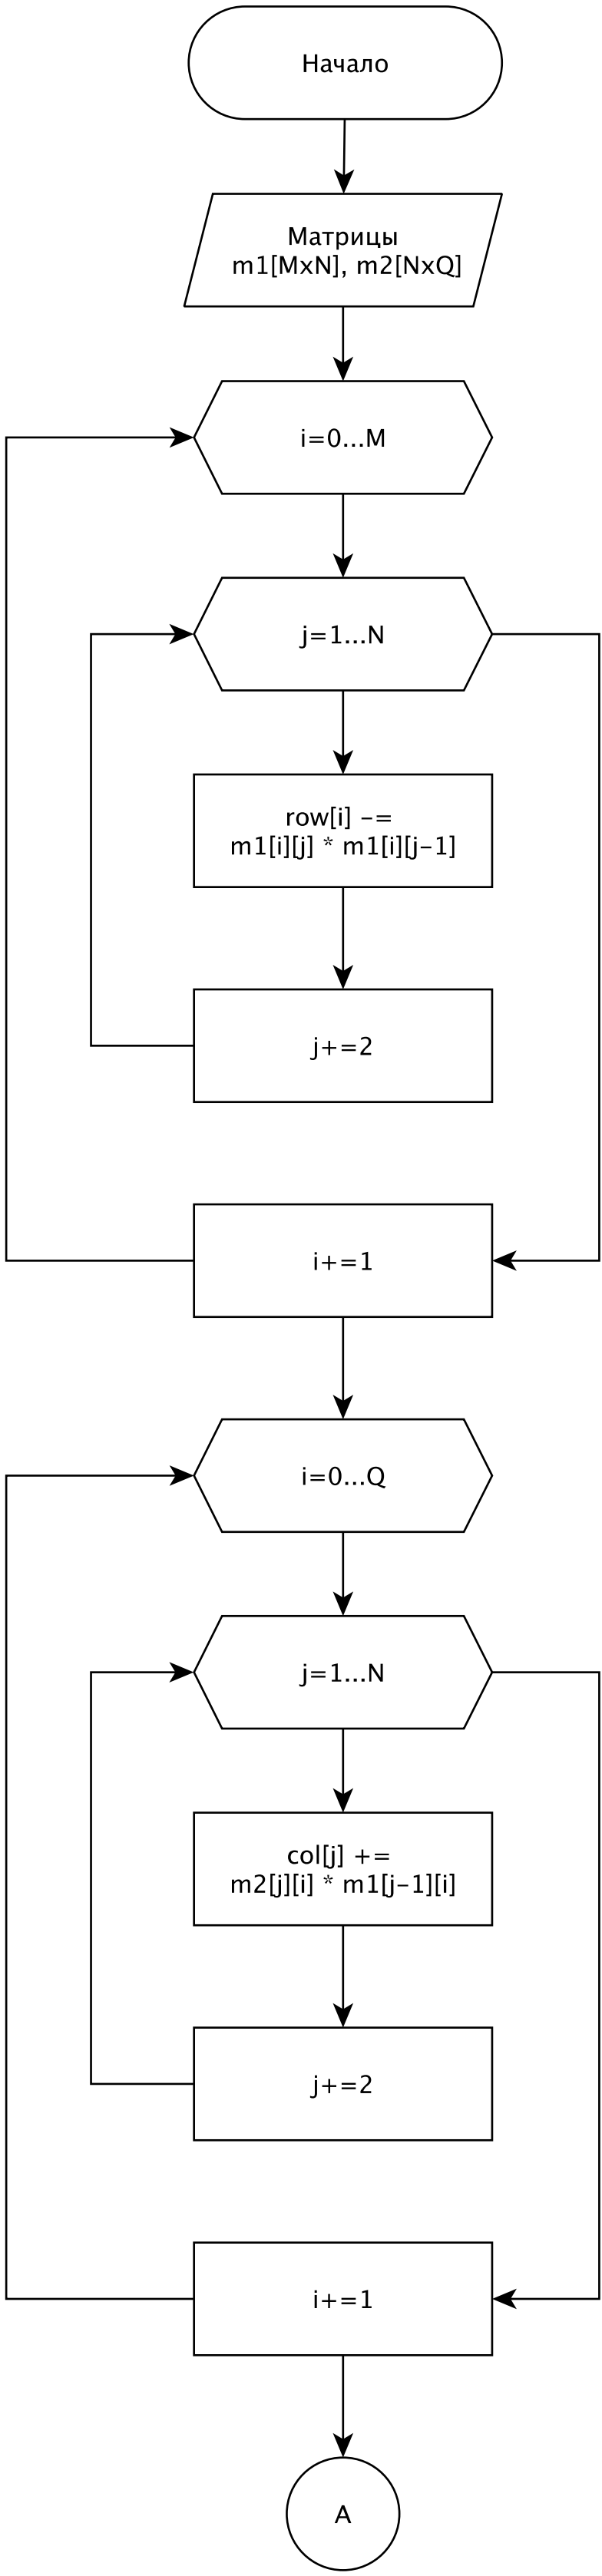 Начало
Матрицы
m1[MxN], m2[NxQ]
i=0...M
j=1...N
row[i] -=
m1[i][j] * m1[i][j-1]
j+=2
i+=1
i=0...Q
j=1...N
col[j] +=
m2[j][i] * m1[j-1][i]
j+=2
i+=1
A